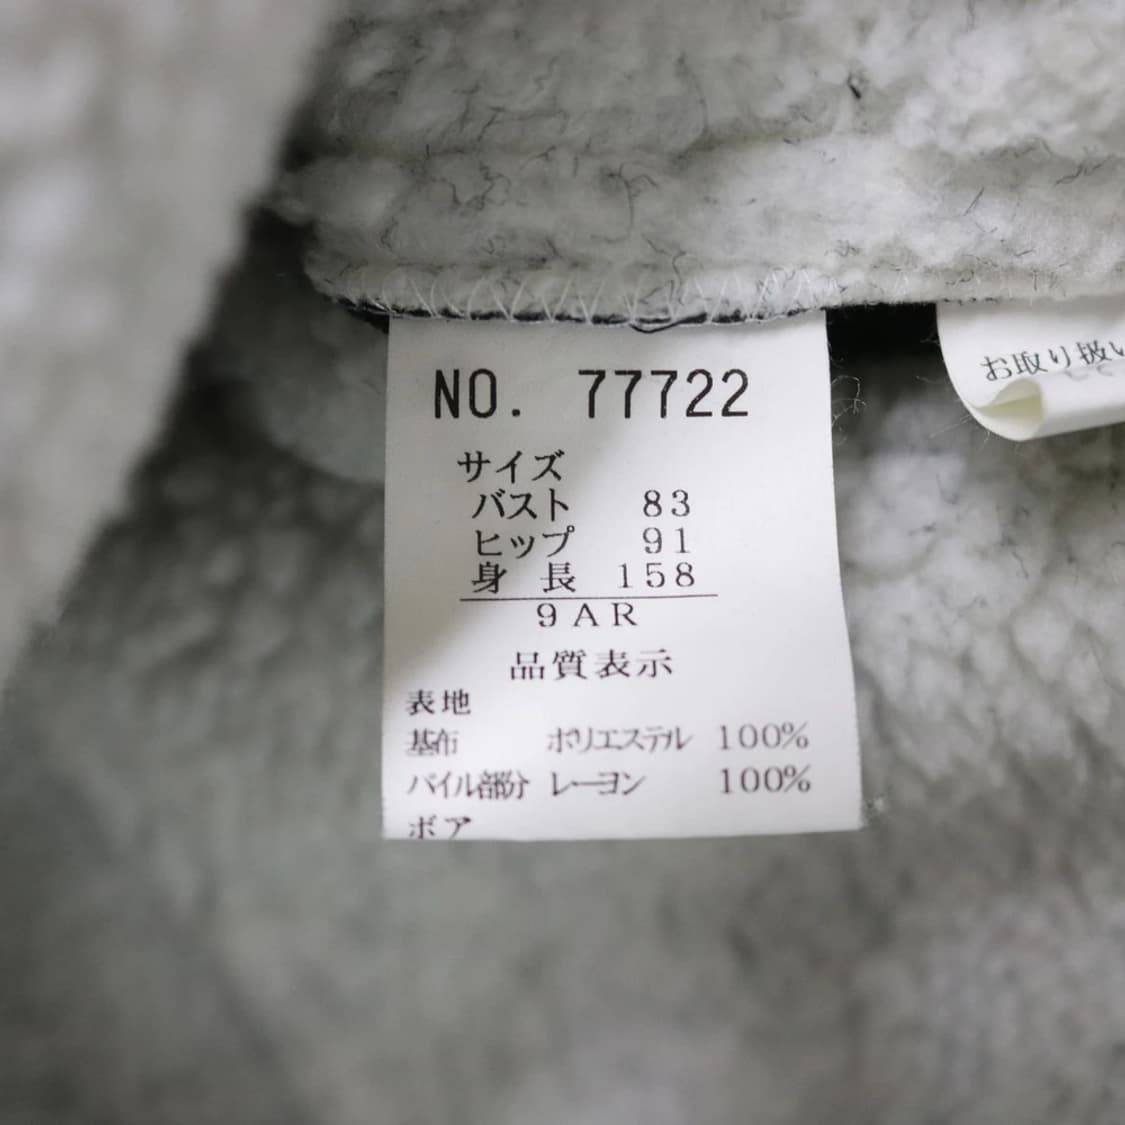 NO. 77722
サイズ
バスト 83
ヒップ 91
身 長 158
9AR
品質表示
表地
基布 ポリエステル 100%
パイル部分 レーヨン 100%
ボア
お取り扱い